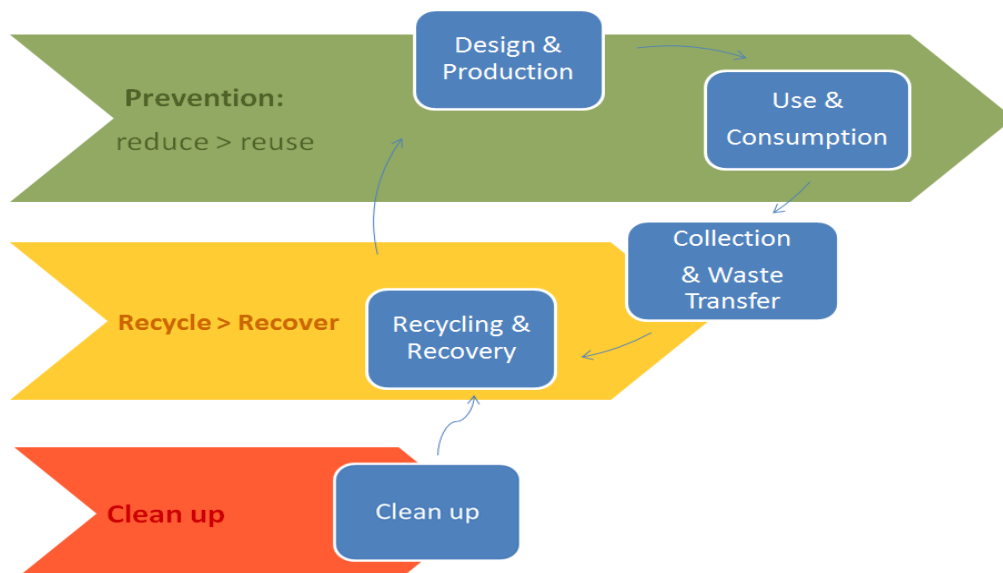 Design &
Production
Prevention:
reduce > reuse
Use &
Consumption
Collection
& Waste
Transfer
Recycle > Recover
Recycling &
Recovery
Clean up
Clean up